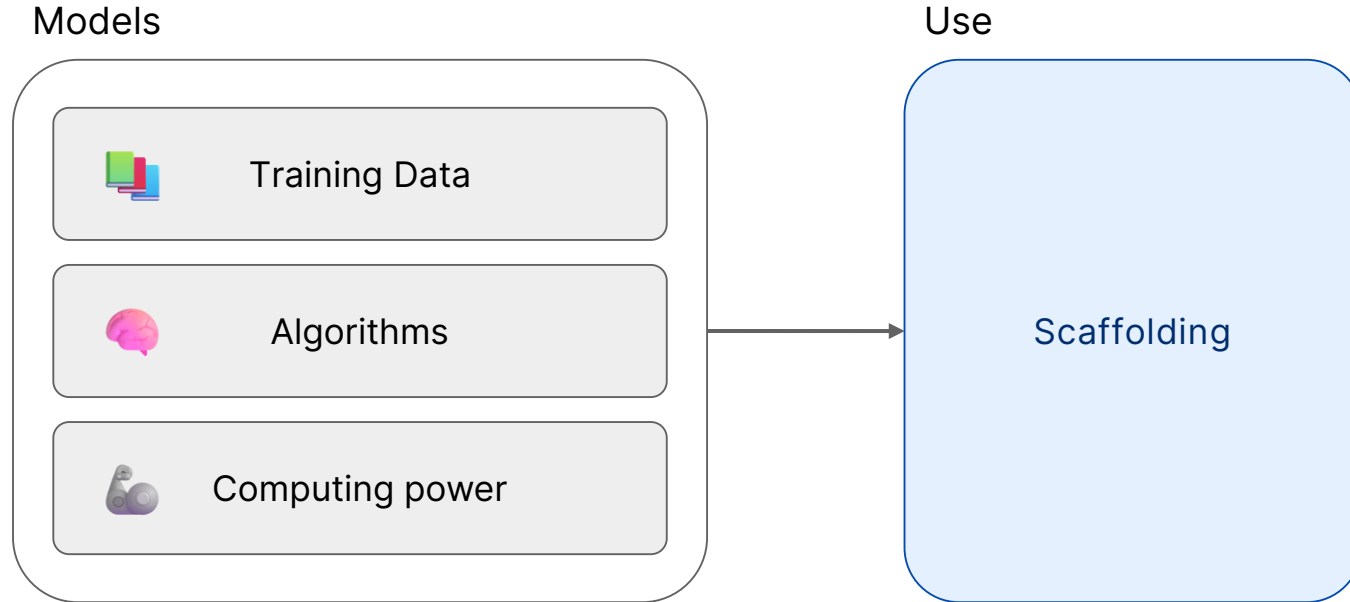 Models
Use
Training Data
Algorithms
Scaffolding
Computing power